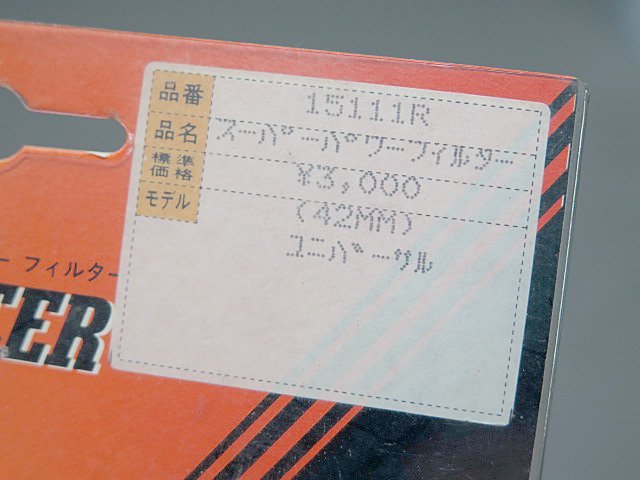 品番 15111R
品名 スーパーパワーフィルター
標準価格 ¥3,000
モデル (42MM)
ユニバーサル
ー フィルター
TER